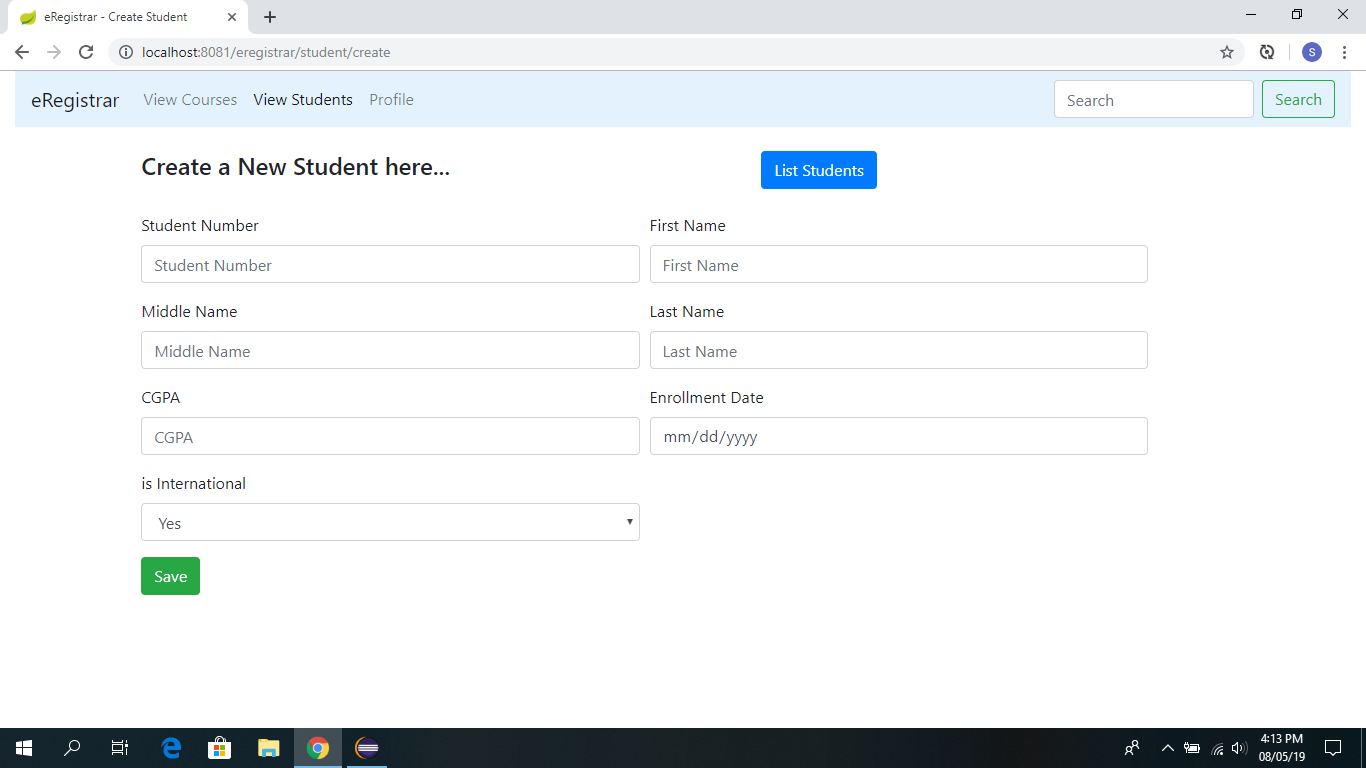 eRegistrar - Create Student
localhost:8081/eregistrar/student/create
S
eRegistrar View Courses View Students Profile Search Search
Create a New Student here... List Students
Student Number First Name
Student Number First Name
Middle Name Last Name
Middle Name Last Name
CGPA Enrollment Date
CGPA mm/dd/yyyy
is International
Yes
Save
4:13 PM
08/05/19